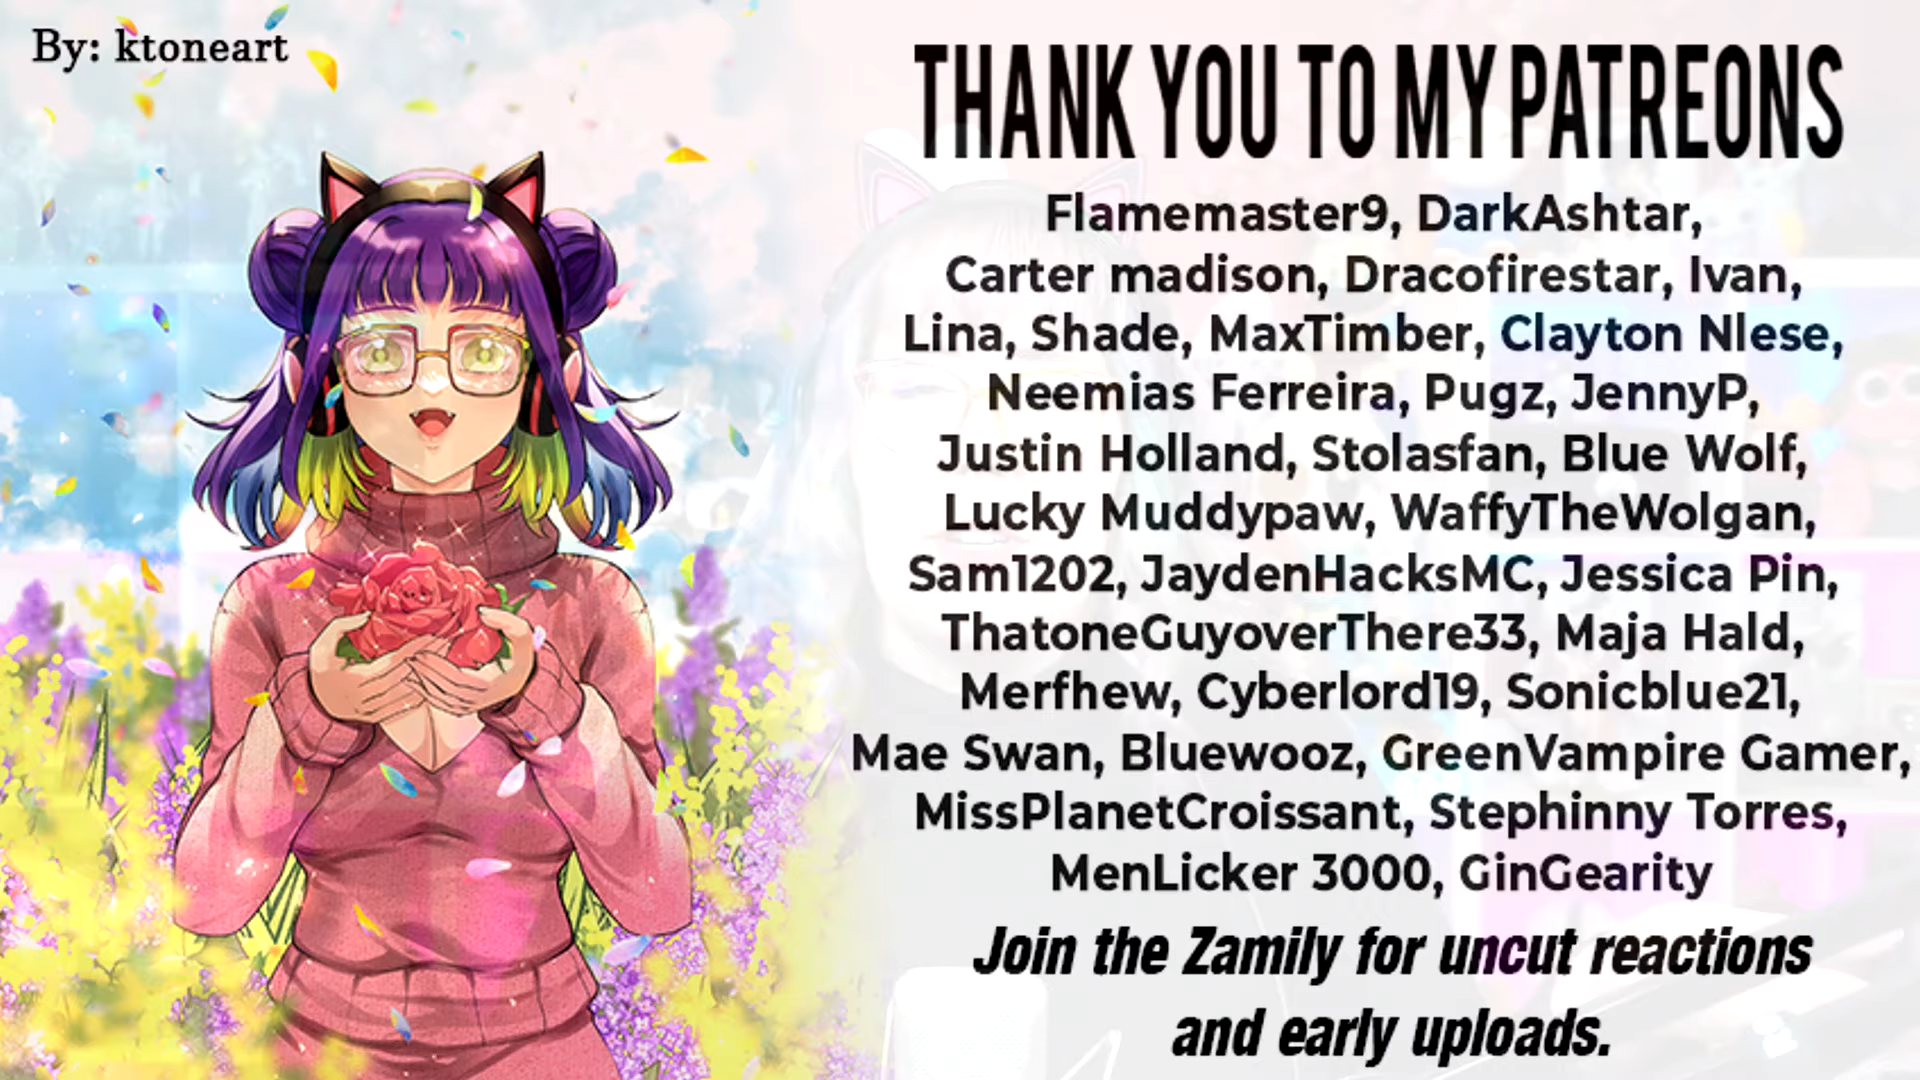 By: ktoneart
THANK YOU TO MY PATREONS
Flamemaster9, DarkAshtar,
Carter madison, Dracofirestar, Ivan,
Lina, Shade, MaxTimber, Clayton Nlese,
Neemias Ferreira, Pugz, JennyP,
Justin Holland, Stolasfan, Blue Wolf,
Lucky Muddypaw, WaffyTheWolgan,
Sam1202, JaydenHacksMC, Jessica Pin,
ThatoneGuyoverThere33, Maja Hald,
Merfhew, Cyberlord19, Sonicblue21,
Mae Swan, Bluewooz, GreenVampire Gamer,
MissPlanetCroissant, Stephinny Torres,
MenLicker 3000, GinGearity
Join the Zamily for uncut reactions
and early uploads.